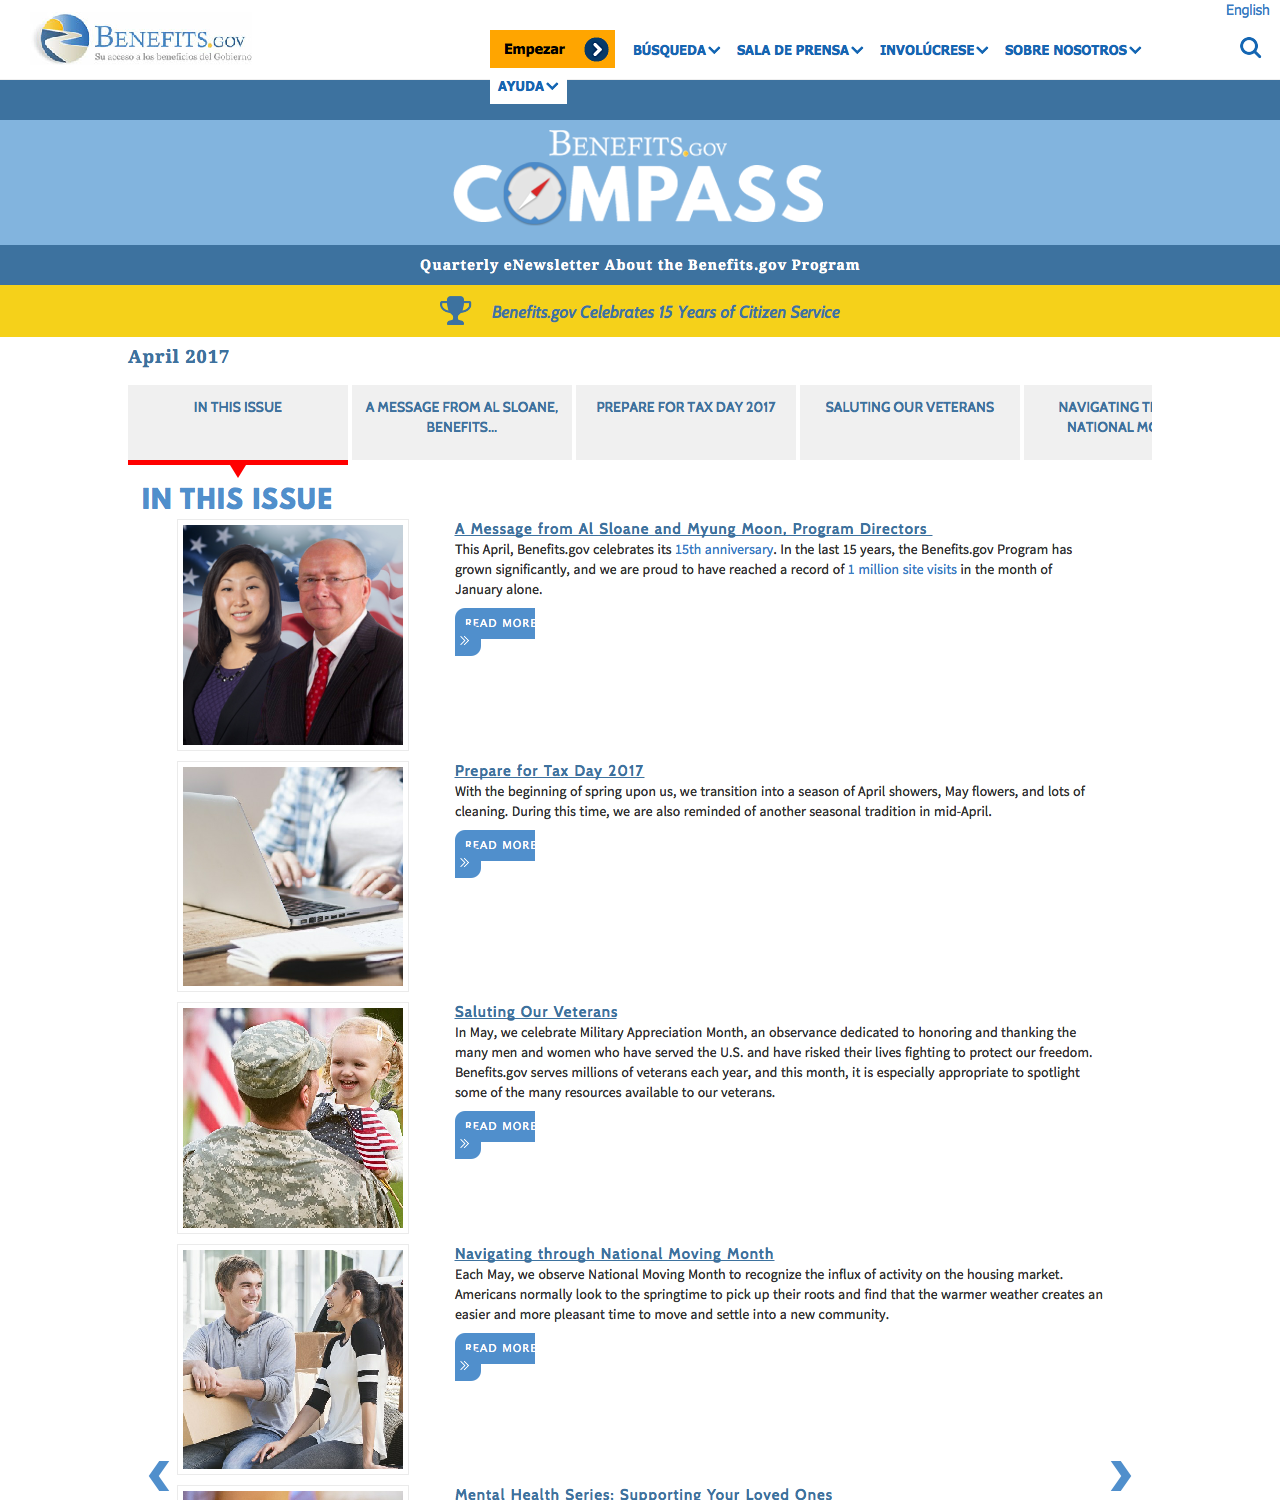 English
BENEFITS.GOV
Su acceso a los beneficios del Gobierno
Empezar
BÚSQUEDA
SALA DE PRENSA
INVOLÚCRESE
SOBRE NOSOTROS
AYUDA
BENEFITS.GOV
COMPASS
Quarterly eNewsletter About the Benefits.gov Program
Benefits.gov Celebrates 15 Years of Citizen Service
April 2017
IN THIS ISSUE
A MESSAGE FROM AL SLOANE,
BENEFITS...
PREPARE FOR TAX DAY 2017
SALUTING OUR VETERANS
NAVIGATING
NATIONAL
IN THIS ISSUE
A Message from Al Sloane and Myung Moon, Program Directors
This April, Benefits.gov celebrates its 15th anniversary. In the last 15 years, the Benefits.gov Program has
grown significantly, and we are proud to have reached a record of 1 million site visits in the month of
January alone.
READ MORE
»
Prepare for Tax Day 2017
With the beginning of spring upon us, we transition into a season of April showers, May flowers, and lots of
cleaning. During this time, we are also reminded of another seasonal tradition in mid-April.
READ MORE
»
Saluting Our Veterans
In May, we celebrate Military Appreciation Month, an observance dedicated to honoring and thanking the
many men and women who have served the U.S. and have risked their lives fighting to protect our freedom.
Benefits.gov serves millions of veterans each year, and this month, it is especially appropriate to spotlight
some of the many resources available to our veterans.
READ MORE
»
Navigating through National Moving Month
Each May, we observe National Moving Month to recognize the influx of activity on the housing market.
Americans normally look to the springtime to pick up their roots and find that the warmer weather creates an
easier and more pleasant time to move and settle into a new community.
READ MORE
»
Mental Health Series: Supporting Your Loved Ones